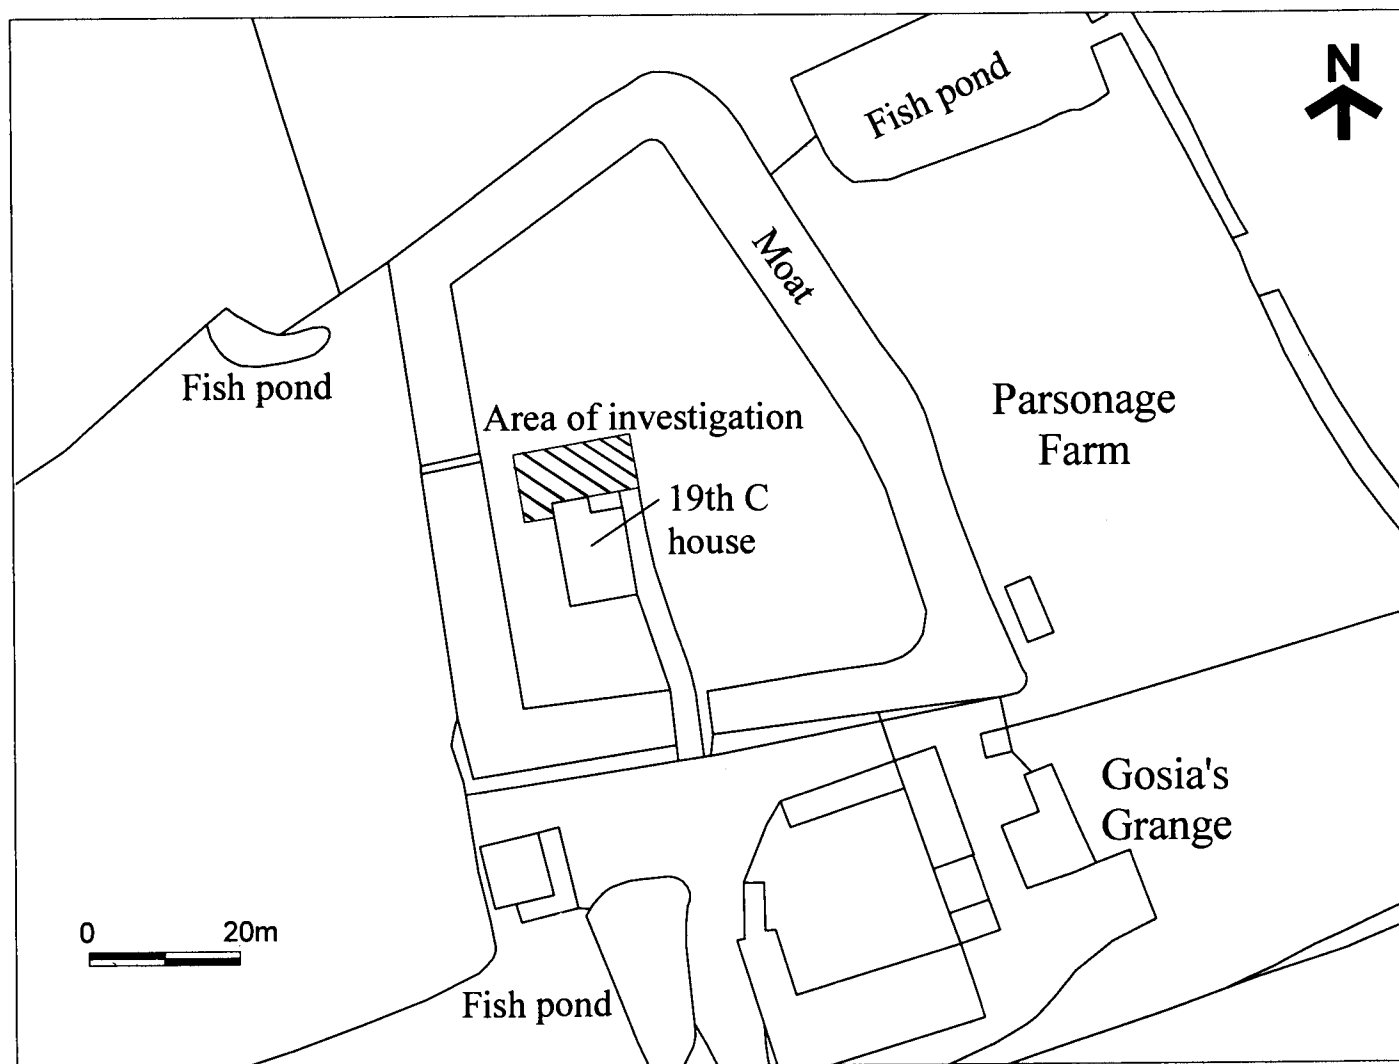 N
Fish pond
Moat
Fish pond
Parsonage
Farm
Area of investigation
19th C
house
Gosia's
Grange
0 20m
Fish pond